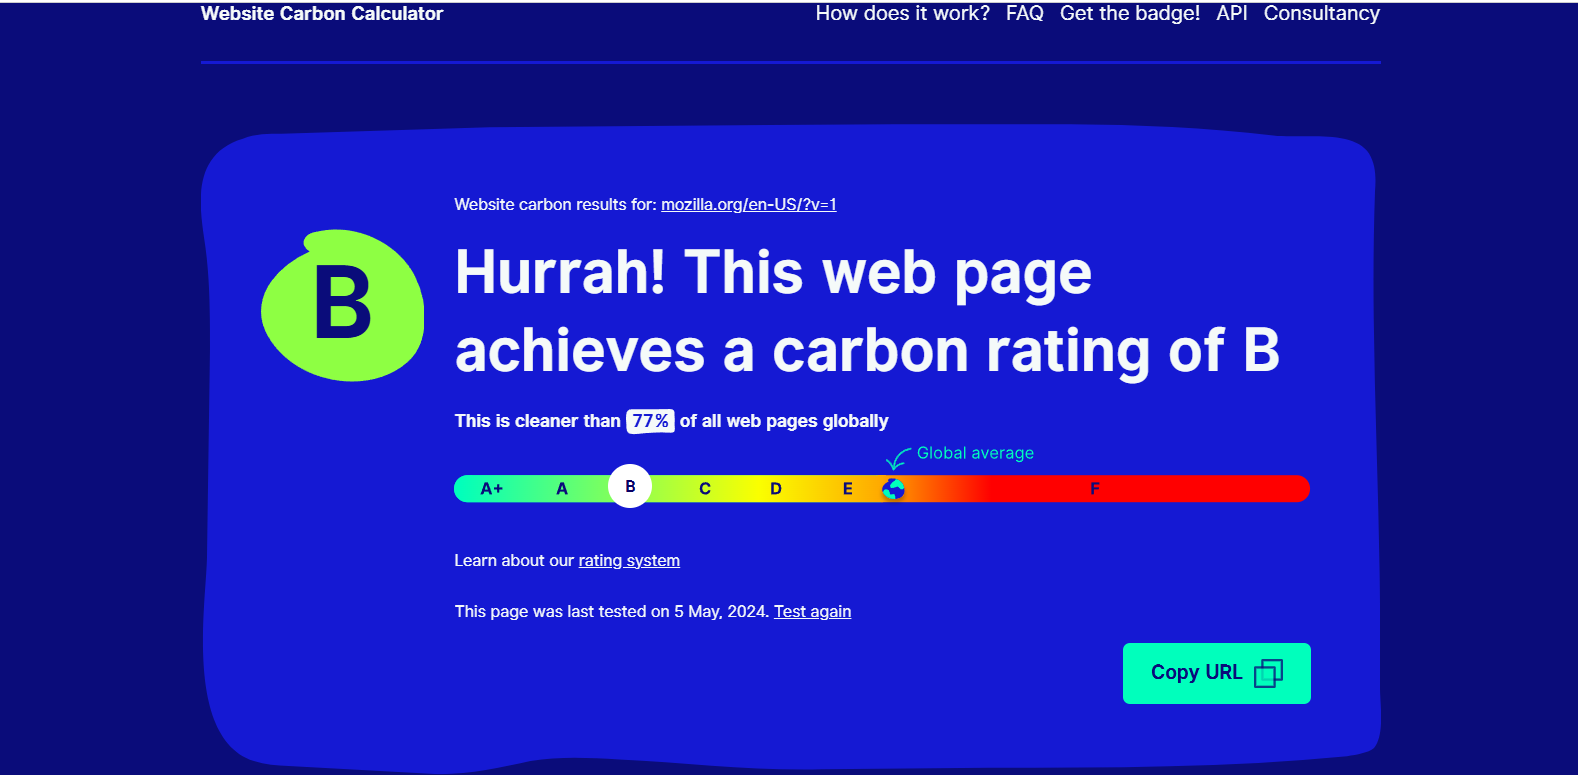 Website Carbon Calculator
How does it work? FAQ Get the badge! API Consultancy
Website carbon results for: mozilla.org/en-US/?v=1
B
Hurrah! This web page
achieves a carbon rating of B
This is cleaner than 77% of all web pages globally
Global average
A+ A B C D E F
Learn about our rating system
This page was last tested on 5 May, 2024. Test again
Copy URL